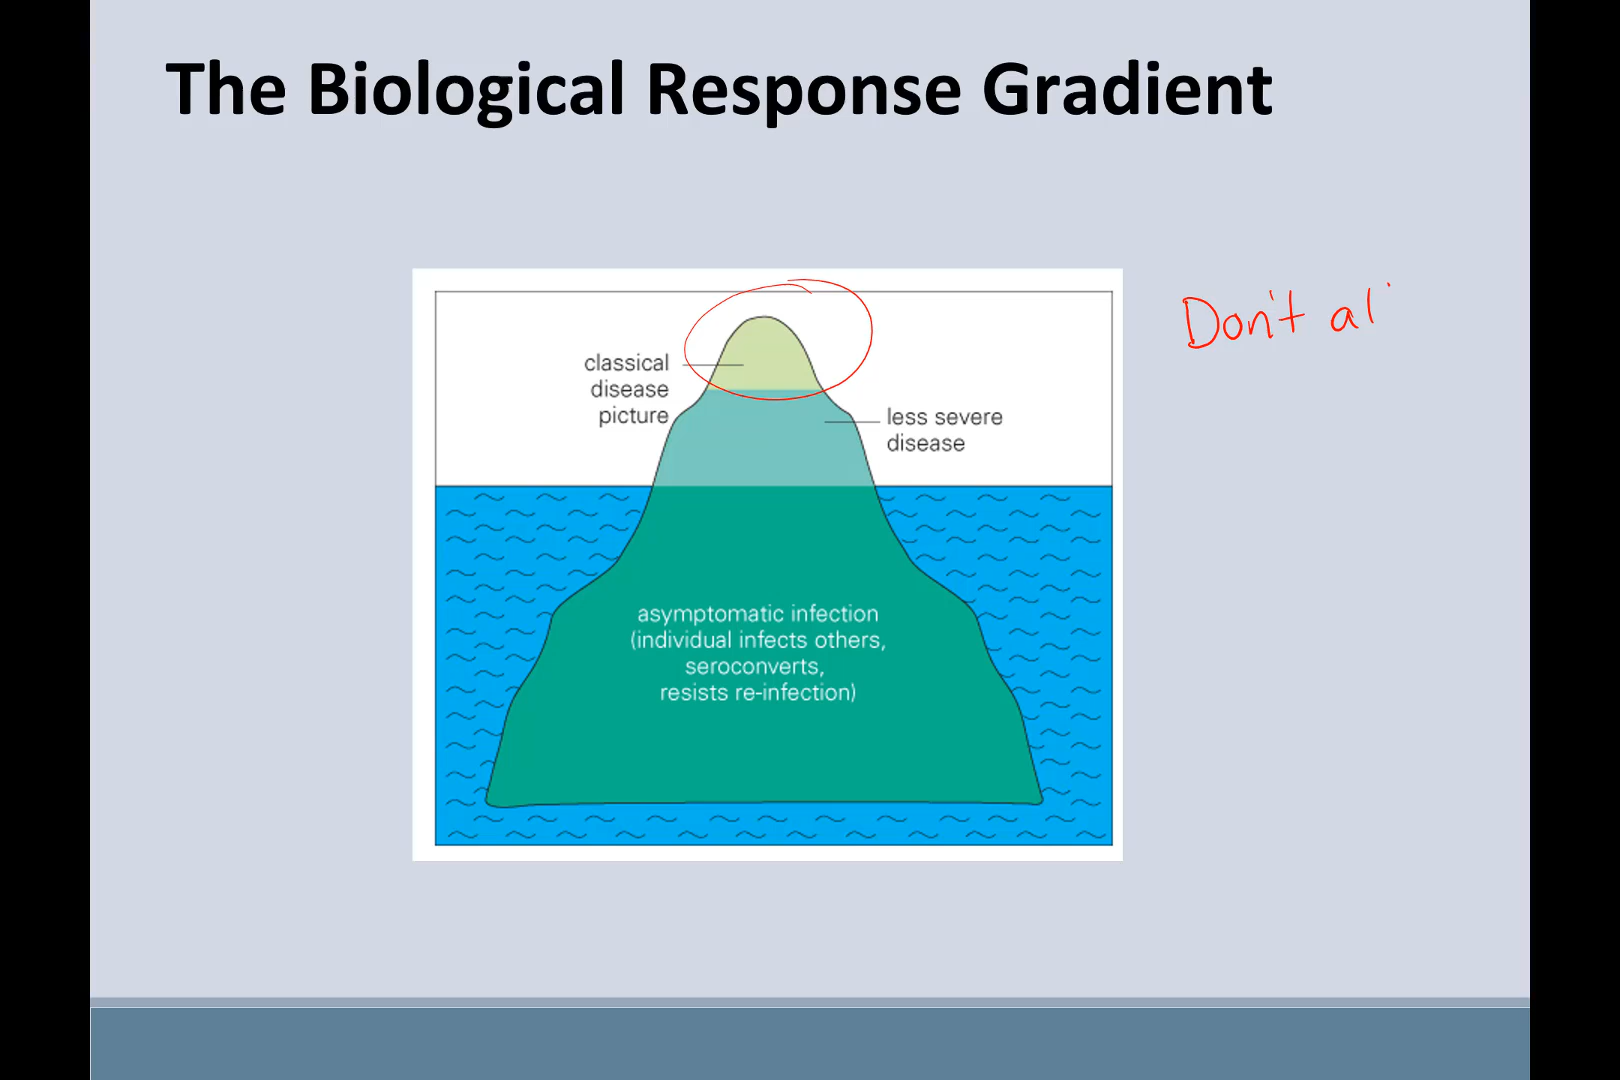 The Biological Response Gradient
Don't al
classical
disease
picture
less severe
disease
asymptomatic infection
(individual infects others,
seroconverts,
resists re-infection)